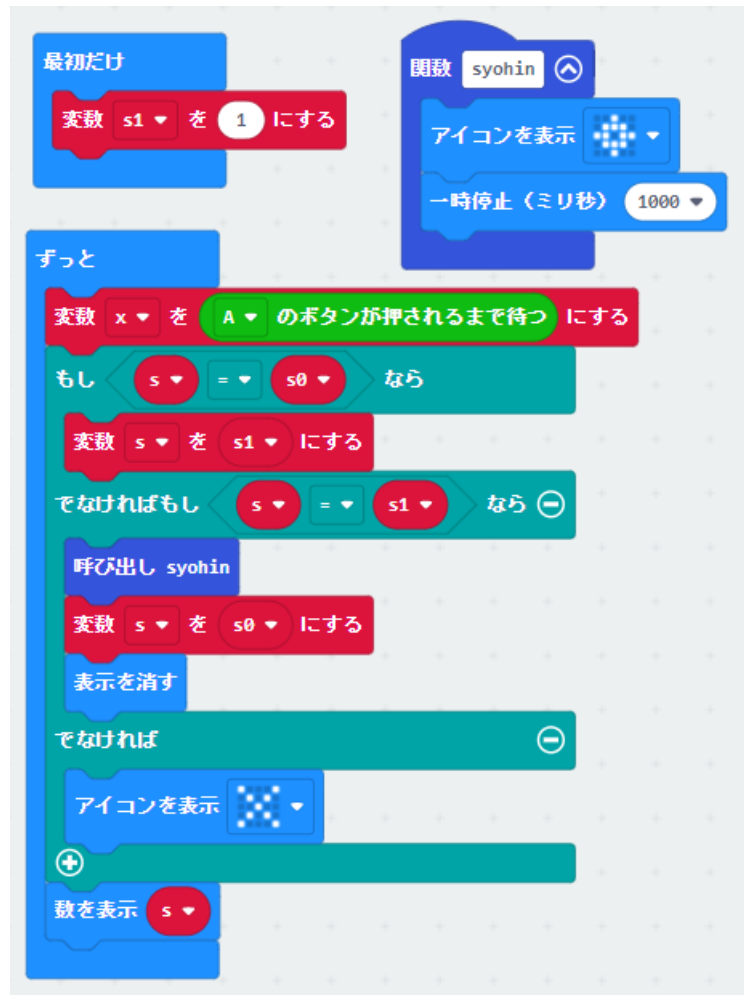 最初だけ
変数 s1 を 1 にする
関数 syohin
アイコンを表示
一時停止（ミリ秒） 1000
ずっと
変数 x を A のボタンが押されるまで待つ にする
もし s = s0 なら
変数 s を s1 にする
でなければもし s = s1 なら
呼び出し syohin
変数 s を s0 にする
表示を消す
でなければ
アイコンを表示
数を表示 s